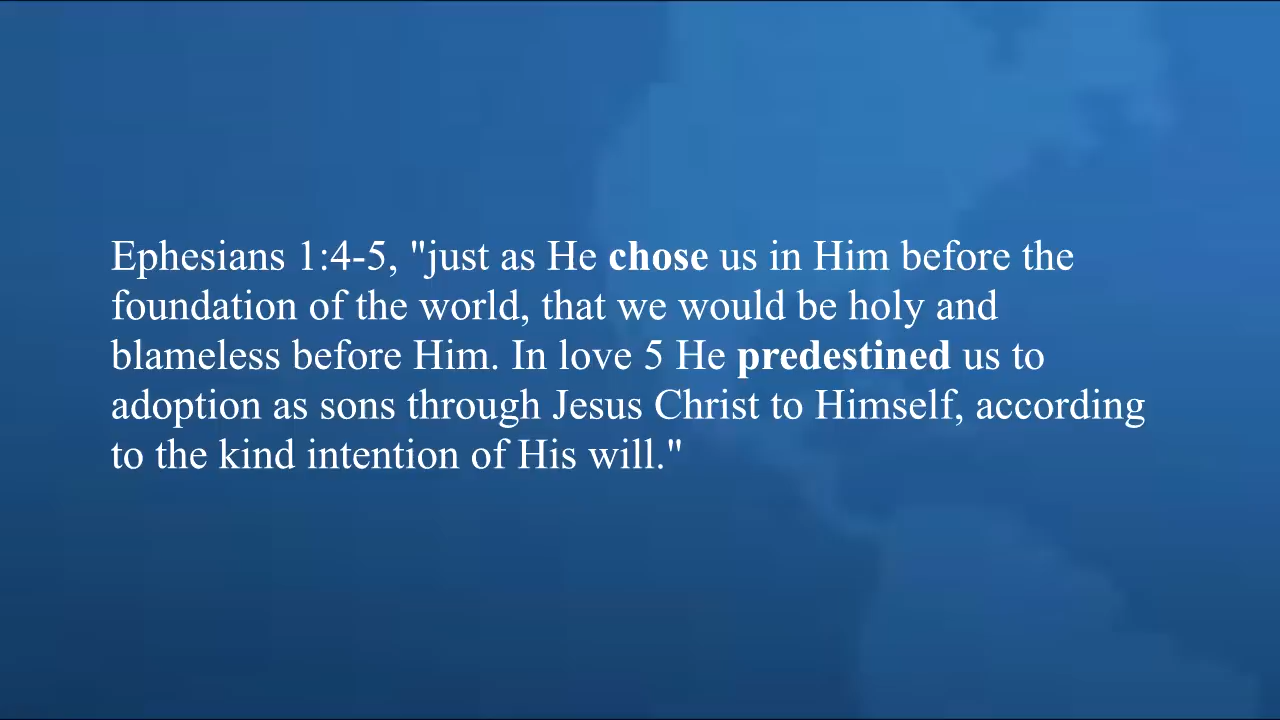 Ephesians 1:4-5, "just as He chose us in Him before the
foundation of the world, that we would be holy and
blameless before Him. In love 5 He predestined us to
adoption as sons through Jesus Christ to Himself, according
to the kind intention of His will."